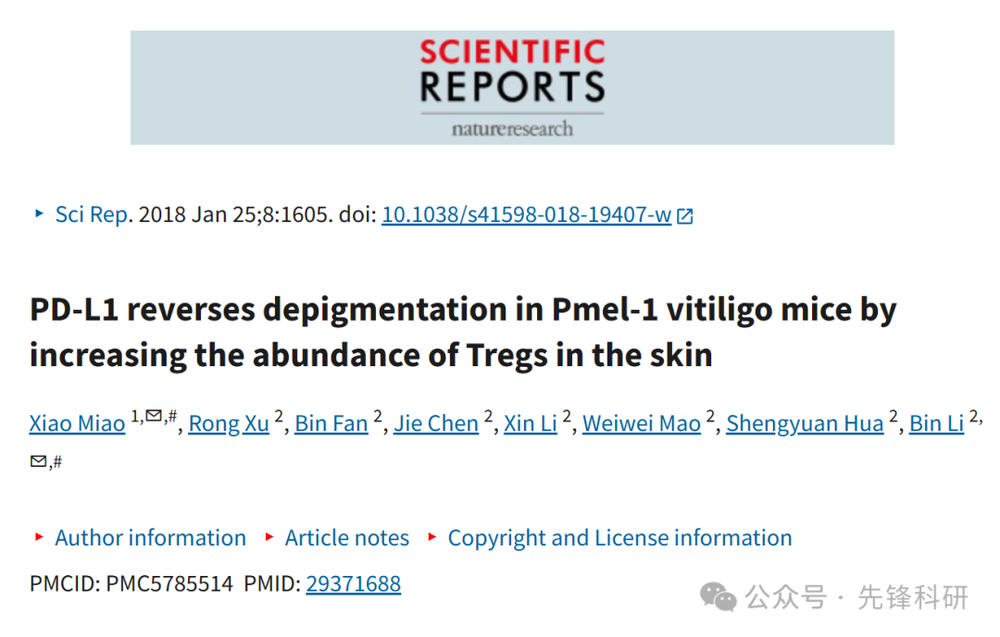 SCIENTIFIC
REPORTS
natureresearch
Sci Rep. 2018 Jan 25;8:1605. doi: 10.1038/s41598-018-19407-w
PD-L1 reverses depigmentation in Pmel-1 vitiligo mice by
increasing the abundance of Tregs in the skin
Xiao Miao 1,✉,#, Rong Xu 2, Bin Fan 2, Jie Chen 2, Xin Li 2, Weiwei Mao 2, Shengyuan Hua 2, Bin Li 2,
✉,#
Author information Article notes Copyright and License information
PMCID: PMC5785514 PMID: 29371688
公众号 · 先锋科研